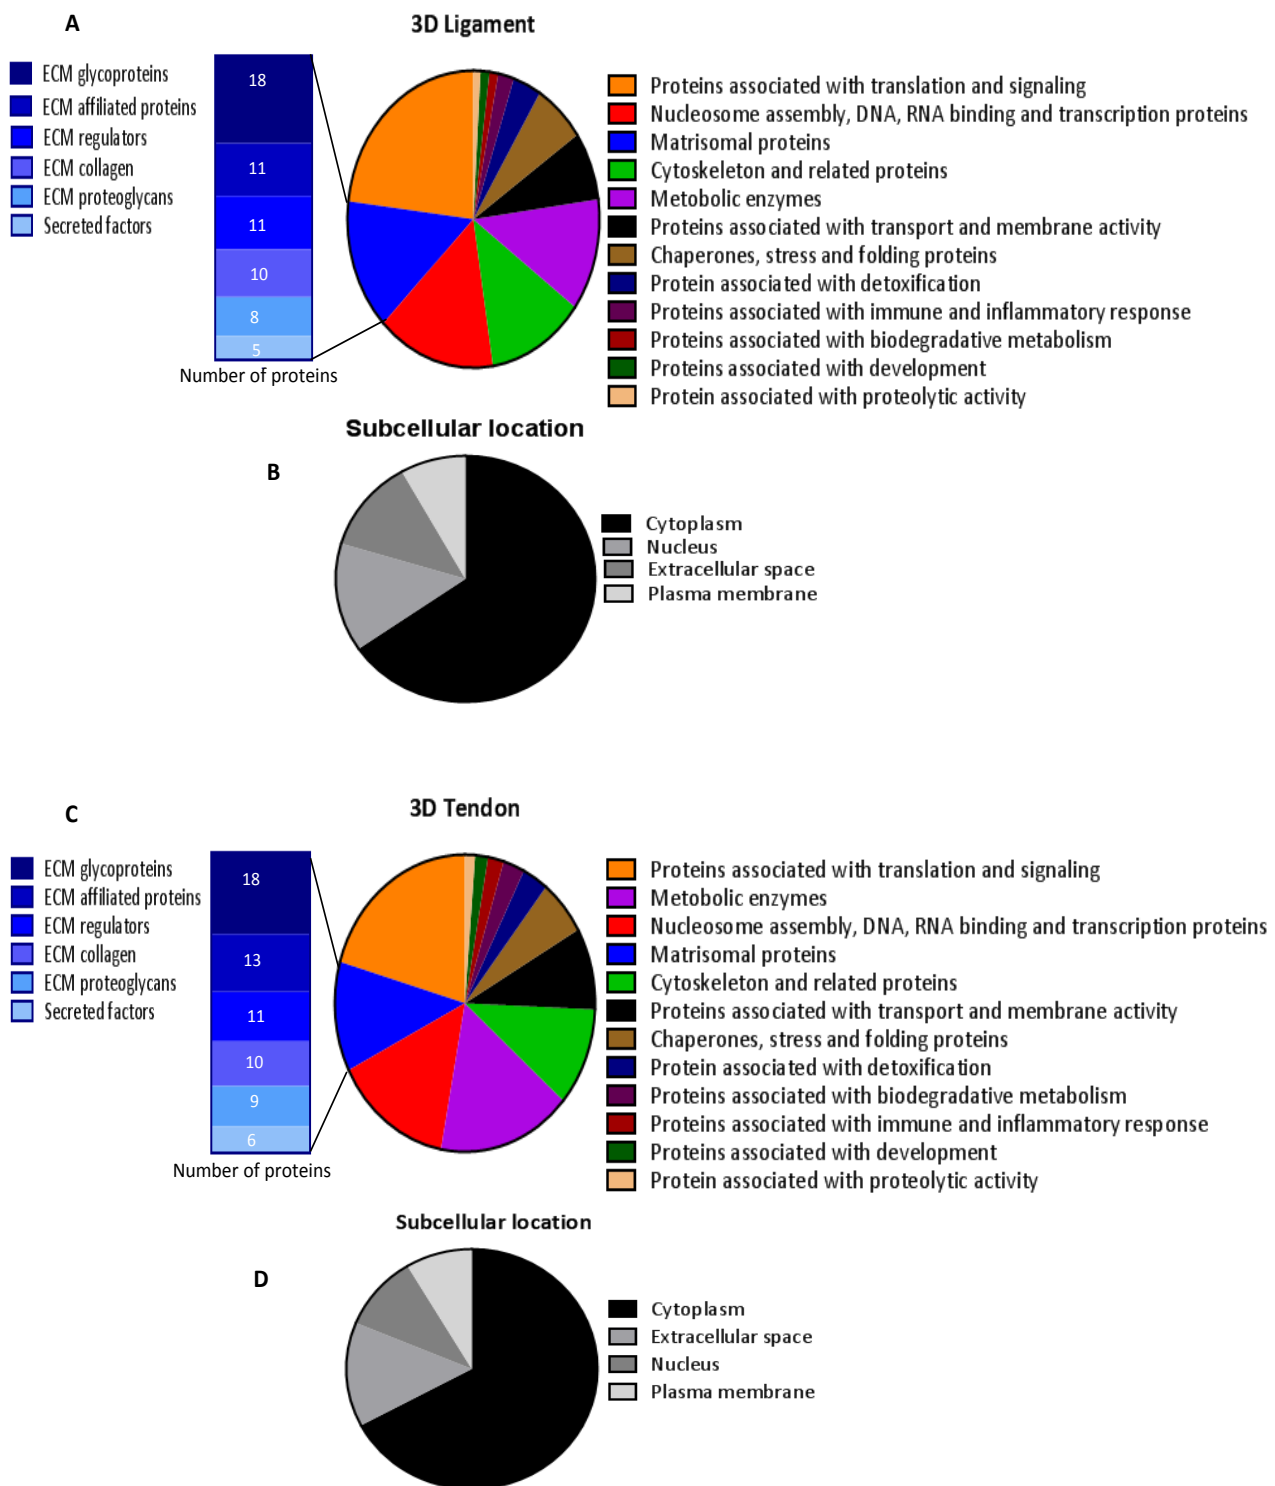 A
3D Ligament
ECM glycoproteins
ECM affiliated proteins
ECM regulators
ECM collagen
ECM proteoglycans
Secreted factors
18
11
11
10
8
5
Number of proteins
Proteins associated with translation and signaling
Nucleosome assembly, DNA, RNA binding and transcription proteins
Matrisomal proteins
Cytoskeleton and related proteins
Metobolic enzymes
Proteins associated with transport and membrane activity
Chaperones, stress and folding proteins
Protein associated with detoxification
Proteins associated with immune and inflammatory response
Proteins associated with biodegradative metabolism
Proteins associated with development
Protein associated with proteolytic activity
Subcellular location
B
Cytoplasm
Nucleus
Extracellular space
Plasma membrane
C
3D Tendon
ECM glycoproteins
ECM affiliated proteins
ECM regulators
ECM collagen
ECM proteoglycans
Secreted factors
18
13
11
10
9
6
Number of proteins
Proteins associated with translation and signaling
Metobolic enzymes
Nucleosome assembly, DNA, RNA binding and transcription proteins
Matrisomal proteins
Cytoskeleton and related proteins
Proteins associated with transport and membrane activity
Chaperones, stress and folding proteins
Protein associated with detoxification
Proteins associated with biodegradative metabolism
Proteins associated with immune and inflammatory response
Proteins associated with development
Protein associated with proteolytic activity
Subcellular location
D
Cytoplasm
Extracellular space
Nucleus
Plasma membrane